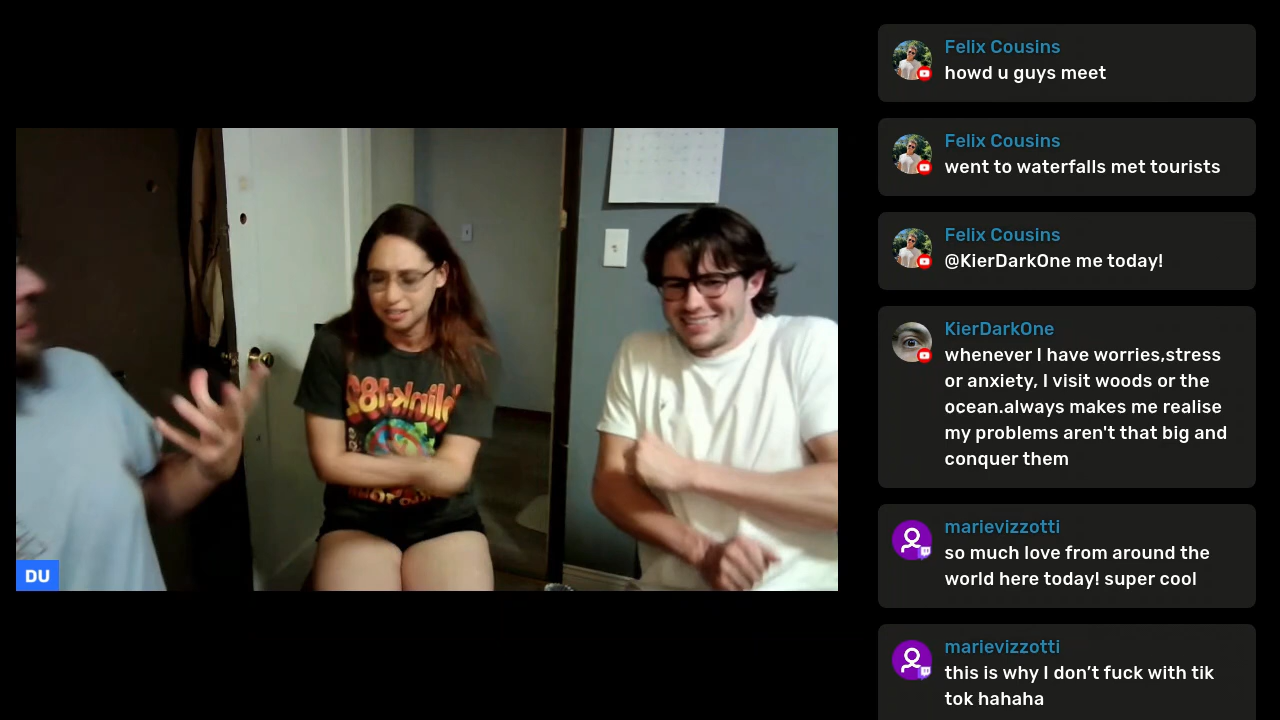 Felix Cousins
howd u guys meet
Felix Cousins
went to waterfalls met tourists
Felix Cousins
@KierDarkOne me today!
KierDarkOne
whenever I have worries,stress
or anxiety, I visit woods or the
ocean.always makes me realise
my problems aren't that big and
conquer them
marievizzotti
so much love from around the
world here today! super cool
marievizzotti
this is why I don’t fuck with tik
tok hahaha
blink-182
DU